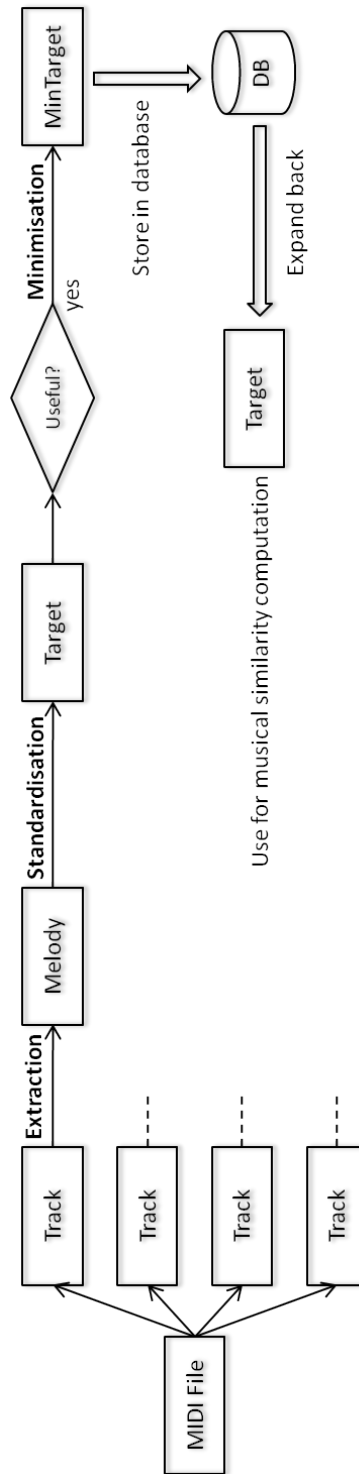 MIDI File
Track
Track
Track
Track
Extraction
Melody
Standardisation
Target
Useful?
yes
Minimisation
MinTarget
Store in database
DB
Expand back
Target
Use for musical similarity computation